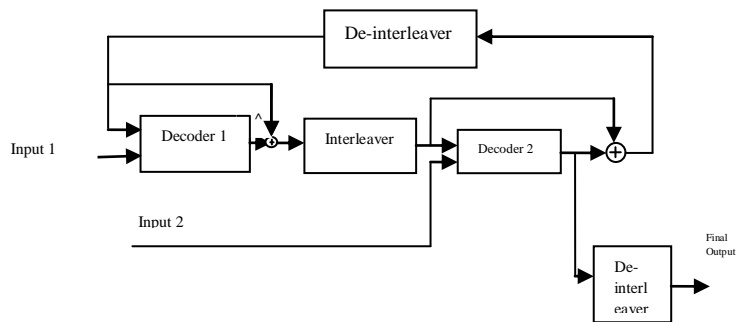 De-interleaver
^
Decoder 1
Interleaver
Input 1
Decoder 2
Input 2
Final
Output
De-
interl
eaver